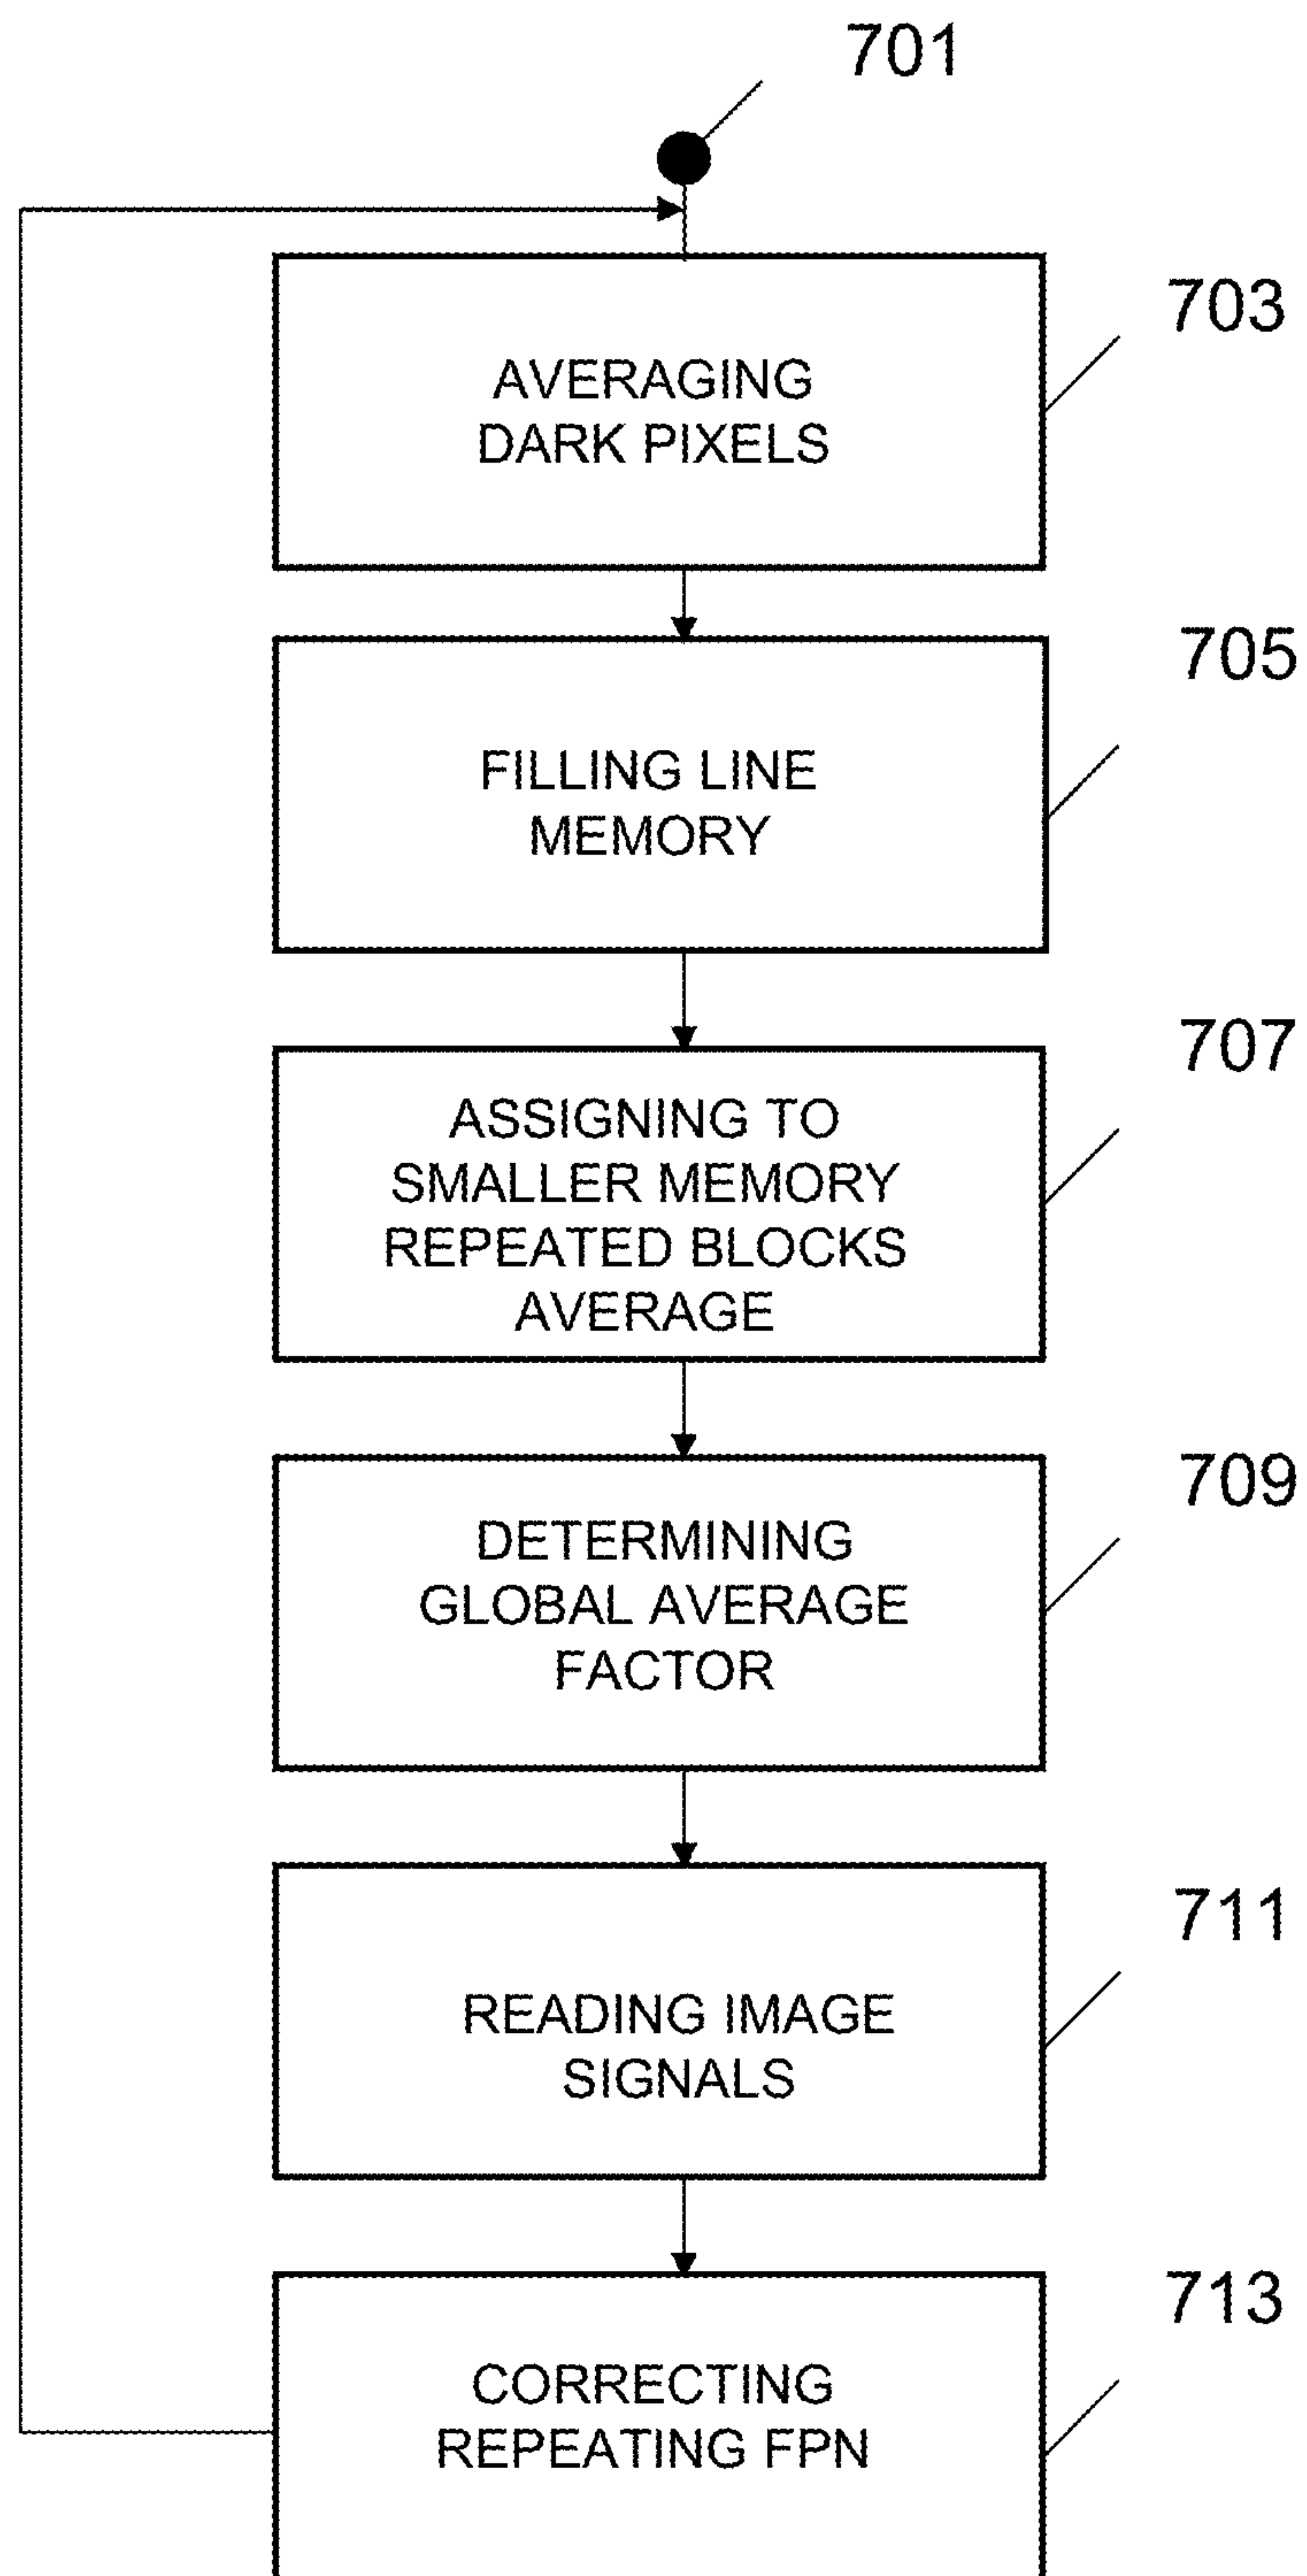 701
703
AVERAGING
DARK PIXELS
705
FILLING LINE
MEMORY
707
ASSIGNING TO
SMALLER MEMORY
REPEATED BLOCKS
AVERAGE
709
DETERMINING
GLOBAL AVERAGE
FACTOR
711
READING IMAGE
SIGNALS
713
CORRECTING
REPEATING FPN